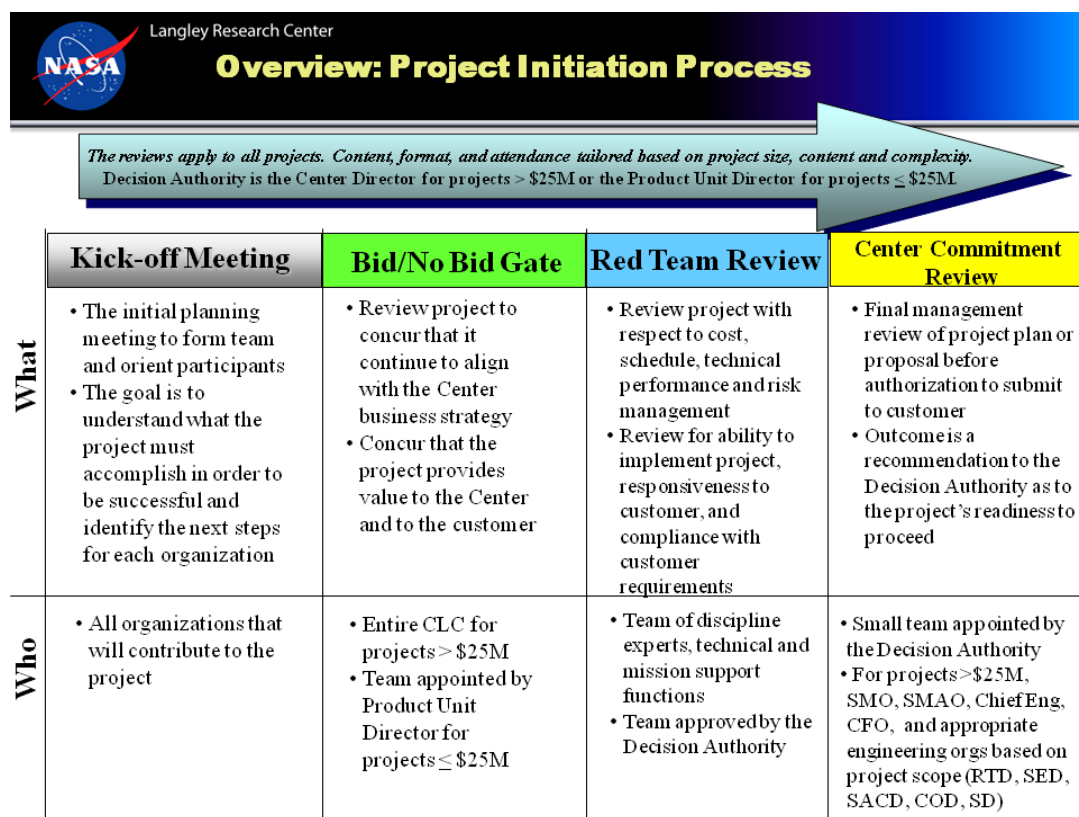 Langley Research Center
NASA
Overview: Project Initiation Process
The reviews apply to all projects. Content, format, and attendance tailored based on project size, content and complexity.
Decision Authority is the Center Director for projects > $25M or the Product Unit Director for projects ≤ $25M.
Kick-off Meeting
Bid/No Bid Gate
Red Team Review
Center Commitment
Review
What
• The initial planning
meeting to form team
and orient participants
• The goal is to
understand what the
project must
accomplish in order to
be successful and
identify the next steps
for each organization
• Review project to
concur that it
continue to align
with the Center
business strategy
• Concur that the
project provides
value to the Center
and to the customer
• Review project with
respect to cost,
schedule, technical
performance and risk
management
• Review for ability to
implement project,
responsiveness to
customer, and
compliance with
customer
requirements
• Final management
review of project plan or
proposal before
authorization to submit
to customer
• Outcome is a
recommendation to the
Decision Authority as to
the project's readiness to
proceed
Who
• All organizations that
will contribute to the
project
• Entire CLC for
projects > $25M
• Team appointed by
Product Unit
Director for
projects ≤ $25M
• Team of discipline
experts, technical and
mission support
functions
• Team approved by the
Decision Authority
• Small team appointed by
the Decision Authority
• For projects >$25M,
SMO, SMAO, Chief Eng,
CFO, and appropriate
engineering orgs based on
project scope (RTD, SED,
SACD, COD, SD)